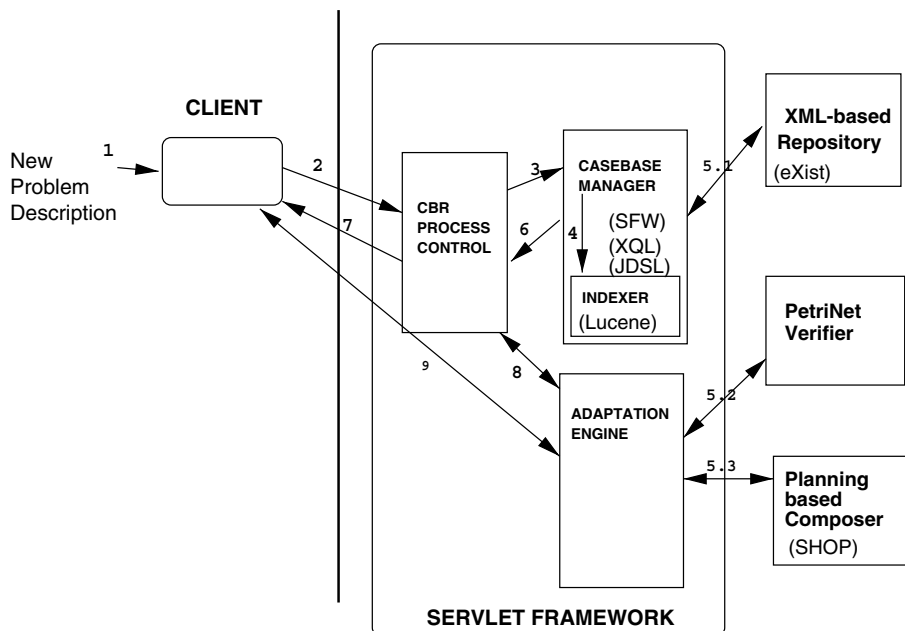 CLIENT
1
New
Problem
Description
2
7
9
CBR
PROCESS
CONTROL
3
6
8
CASEBASE
MANAGER
(SFW)
(XQL)
(JDSL)
4
INDEXER
(Lucene)
ADAPTATION
ENGINE
5.1
5.2
5.3
XML-based
Repository
(eXist)
PetriNet
Verifier
Planning
based
Composer
(SHOP)
SERVLET FRAMEWORK